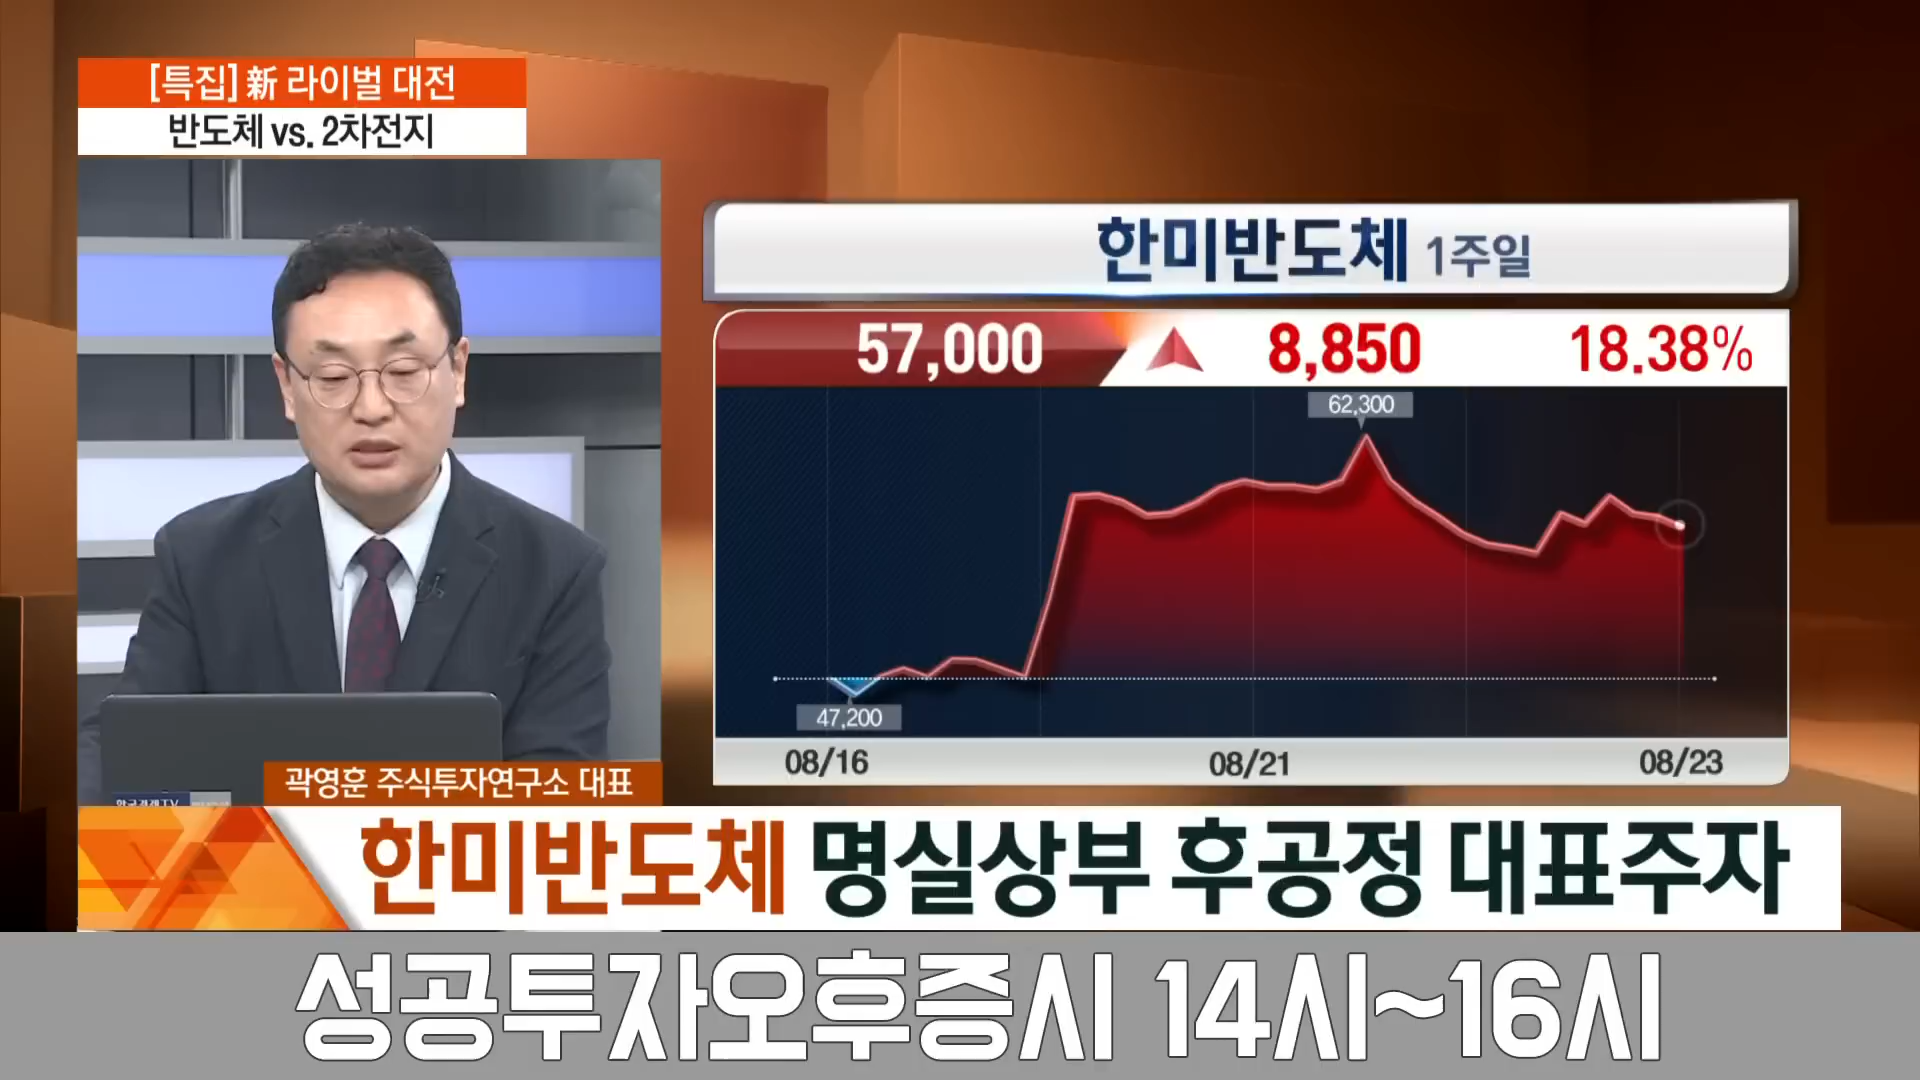 [특집] 新 라이벌 대전
반도체 vs. 2차전지
한미반도체 1주일
57,000 ▲ 8,850 18.38%
62,300
47,200
08/16 08/21 08/23
곽영훈 주식투자연구소 대표
한미반도체 명실상부 후공정 대표주자
성공투자오후증시 14시~16시